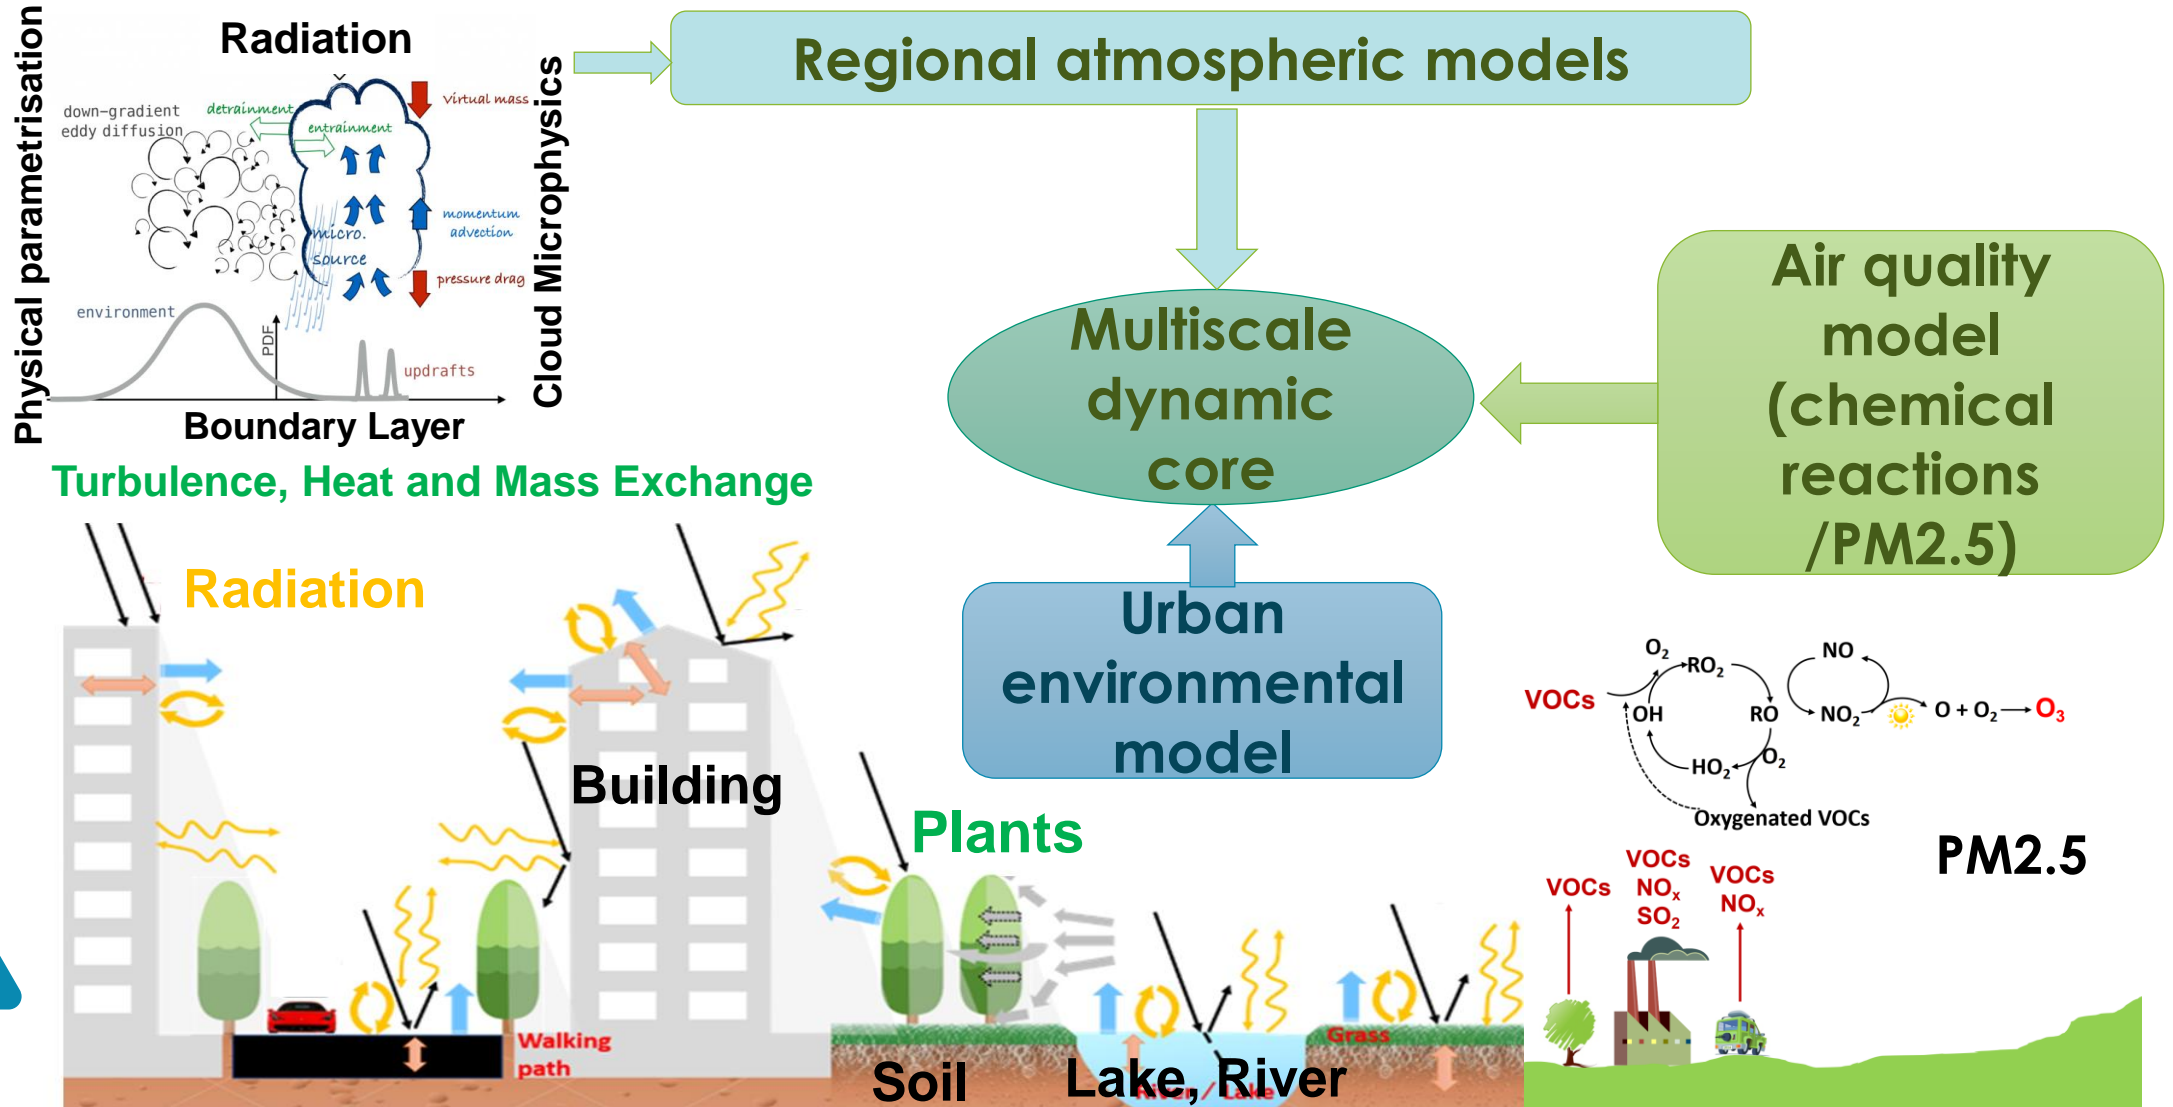 Physical parametrisation
Radiation
Cloud Microphysics
down-gradient
eddy diffusion
detrainment
entrainment
virtual mass
momentum
advection
micro.
source
pressure drag
environment
PDF
updrafts
Boundary Layer
Regional atmospheric models
Multiscale
dynamic
core
Air quality
model
(chemical
reactions
/PM2.5)
Urban
environmental
model
Turbulence, Heat and Mass Exchange
Radiation
Building
Plants
Walking
path
Soil
Lake, River
River / Lake
Grass
O₂
RO₂
NO
VOCs
OH
RO
NO₂
O + O₂
O₃
HO₂
O₂
Oxygenated VOCs
PM2.5
VOCs
VOCs
NOₓ
SO₂
VOCs
NOₓ